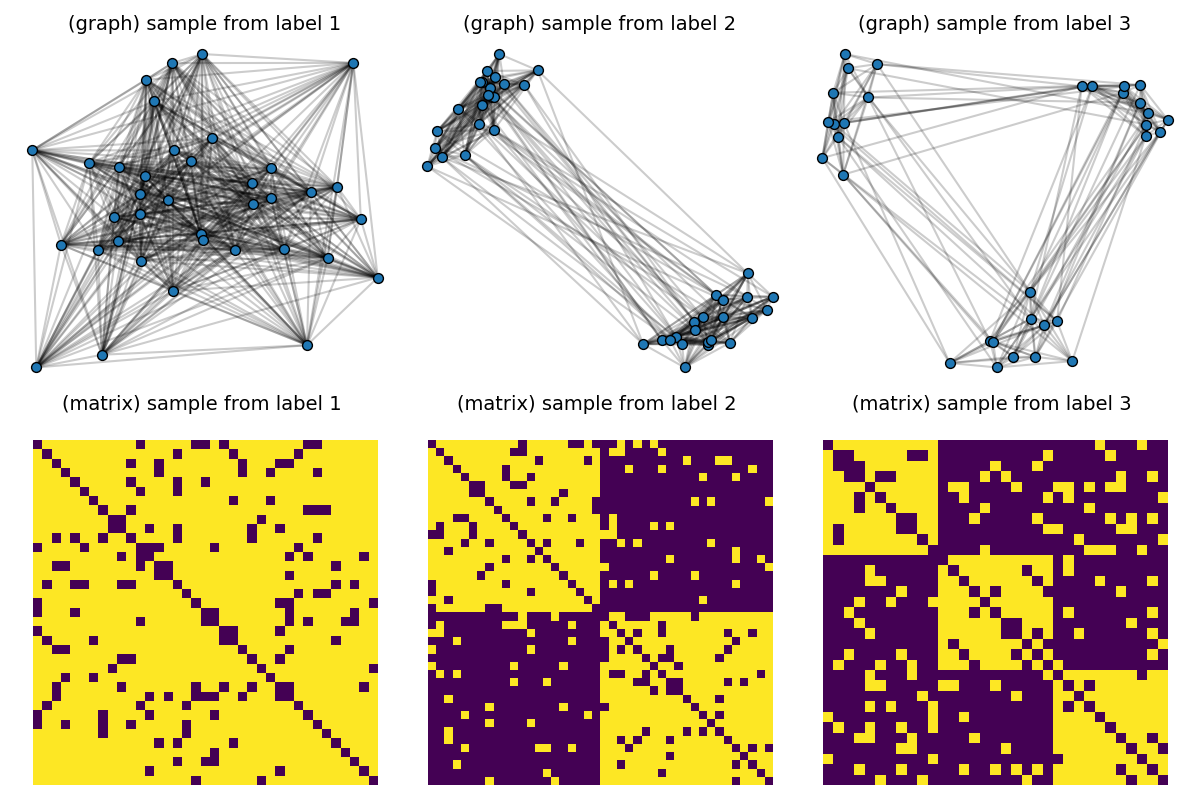 (graph) sample from label 1
(graph) sample from label 2
(graph) sample from label 3
(matrix) sample from label 1
(matrix) sample from label 2
(matrix) sample from label 3